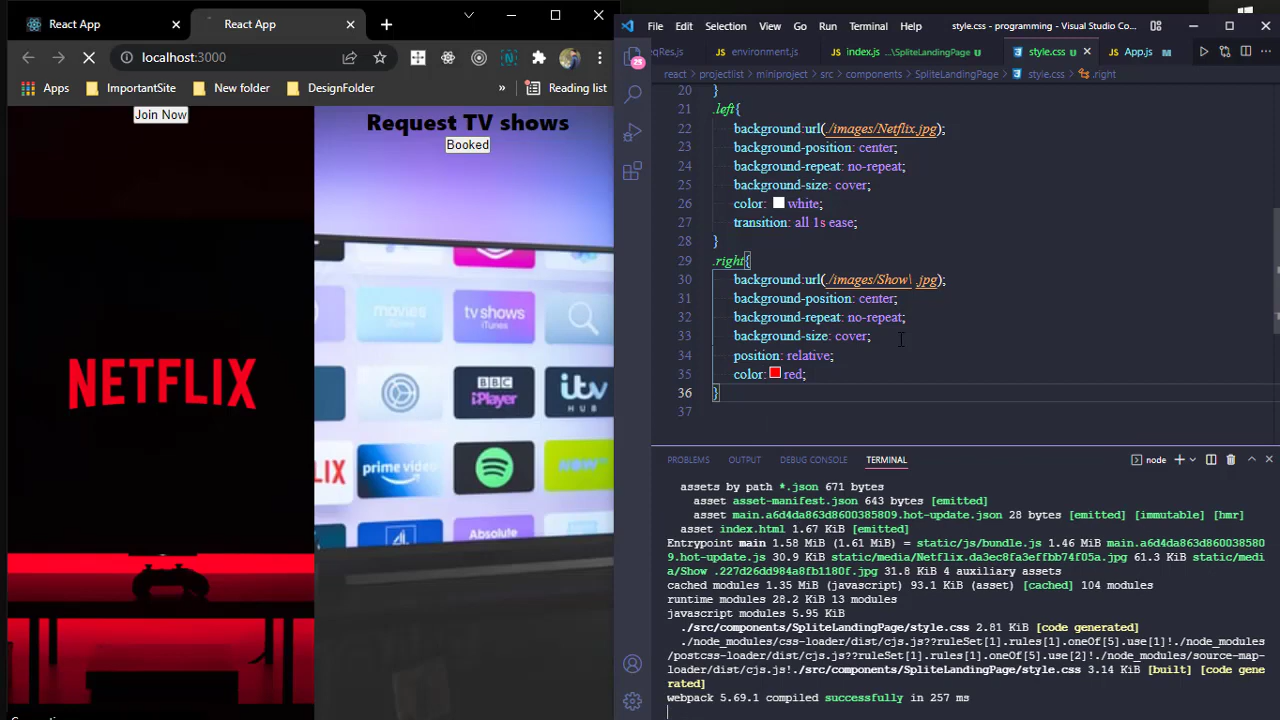 React App
React App
localhost:3000
Apps
ImportantSite
New folder
DesignFolder
»
Reading list
Join Now
Request TV shows
Booked
NETFLIX
movies
iTunes
tv shows
iTunes
BBC
iPlayer
itv
HUB
LIX
prime video
NOW
4
Absolute
File Edit Selection View Go Run Terminal Help
style.css - programming - Visual Studio Co...
eqRes.js
environment.js
index.js ...\SpliteLandingPage U
style.css U
App.js M
react > projectlist > miniproject > src > components > SpliteLandingPage > style.css > .right
20 }
21 .left{
22 background:url(./images/Netflix.jpg);
23 background-position: center;
24 background-repeat: no-repeat;
25 background-size: cover;
26 color: white;
27 transition: all 1s ease;
28 }
29 .right{
30 background:url(./images/Show\ .jpg);
31 background-position: center;
32 background-repeat: no-repeat;
33 background-size: cover;
34 position: relative;
35 color: red;
36 }
37
25
PROBLEMS OUTPUT DEBUG CONSOLE TERMINAL
node
assets by path *.json 671 bytes
asset asset-manifest.json 643 bytes [emitted]
asset main.a6d4da863d8600385809.hot-update.json 28 bytes [emitted] [immutable] [hmr]
asset index.html 1.67 KiB [emitted]
Entrypoint main 1.58 MiB (1.61 MiB) = static/js/bundle.js 1.46 MiB main.a6d4da863d860038580
9.hot-update.js 30.9 KiB static/media/Netflix.da3ec8fa3effbb74f05a.jpg 61.3 KiB static/medi
a/Show .227d26dd984a8fb1180f.jpg 31.8 KiB 4 auxiliary assets
cached modules 1.35 MiB (javascript) 93.1 KiB (asset) [cached] 104 modules
runtime modules 28.2 KiB 13 modules
javascript modules 5.95 KiB
./src/components/SpliteLandingPage/style.css 2.81 KiB [code generated]
./node_modules/css-loader/dist/cjs.js??ruleSet[1].rules[1].oneOf[5].use[1]!./node_modules
/postcss-loader/dist/cjs.js??ruleSet[1].rules[1].oneOf[5].use[2]!./node_modules/source-map-
loader/dist/cjs.js!./src/components/SpliteLandingPage/style.css 3.14 KiB [built] [code gene
rated]
webpack 5.69.1 compiled successfully in 257 ms